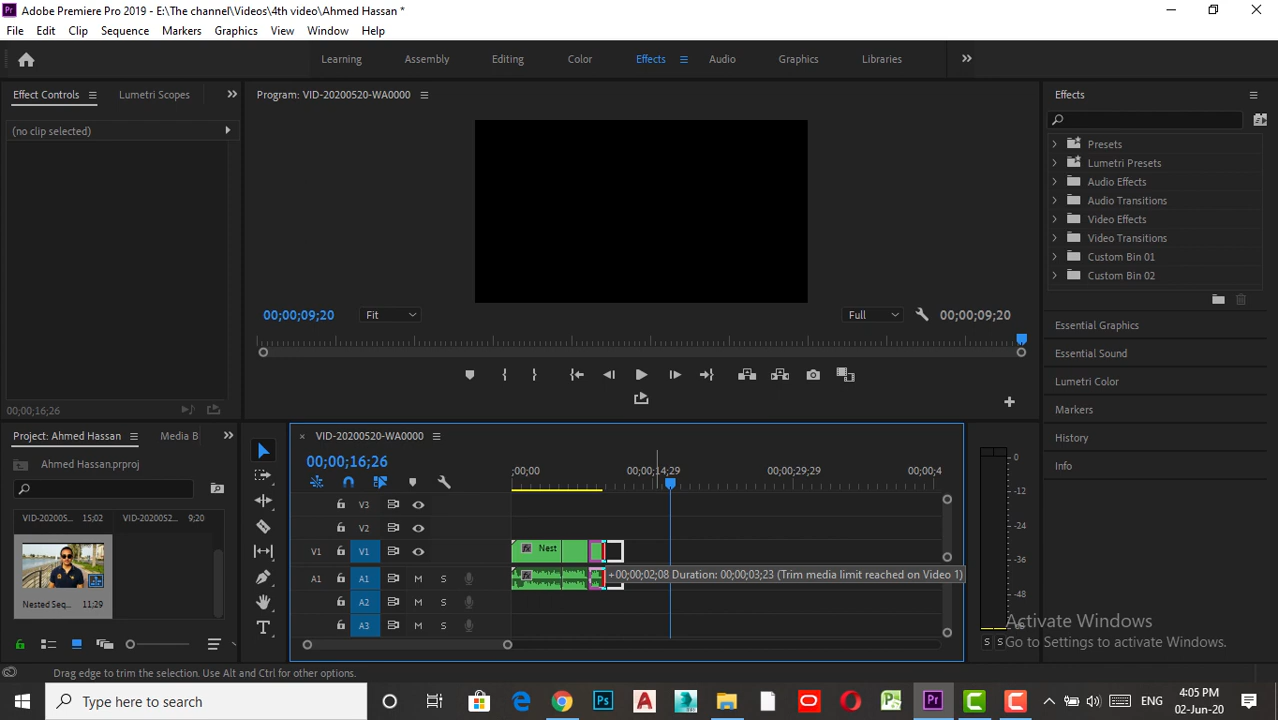 Adobe Premiere Pro 2019 - E:\The channel\Videos\4th video\Ahmed Hassan *
File Edit Clip Sequence Markers Graphics View Window Help
Learning Assembly Editing Color Effects Audio Graphics Libraries
Effect Controls Lumetri Scopes Program: VID-20200520-WA0000 Effects
(no clip selected)
Presets
Lumetri Presets
Audio Effects
Audio Transitions
Video Effects
Video Transitions
Custom Bin 01
Custom Bin 02
00;00;09;20 Fit Full 00;00;09;20
Essential Graphics
Essential Sound
Lumetri Color
Markers
History
Info
00;00;16;26
Project: Ahmed Hassan Media B VID-20200520-WA0000
Ahmed Hassan.prproj 00;00;16;26
;00;00 00;00;14;29 00;00;29;29 00;00;4
VID-20200S... 15;02 VID-2020052... 9;20
Nested Seq... 11;29
V3
V2
V1 V1 Nest
A1 A1 M S
A2 M S
A3 M S
+00;00;02;08 Duration: 00;00;03;23 (Trim media limit reached on Video 1)
0
-12
-24
-36
-48
S S
Activate Windows
Go to Settings to activate Windows.
Drag edge to trim the selection. Use Alt and Ctrl for other options.
Type here to search
ENG
4:05 PM
02-Jun-20